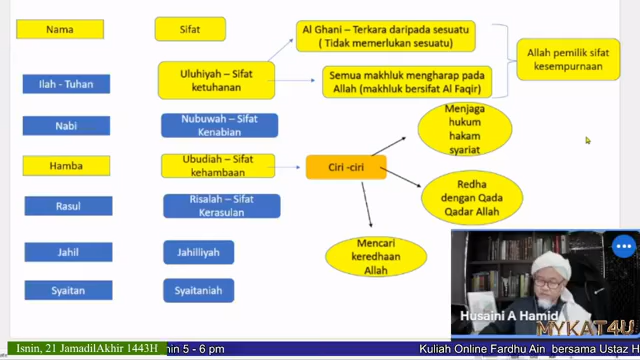 Nama
Sifat
Al Ghani – Terkara daripada sesuatu
( Tidak memerlukan sesuatu)
Allah pemilik sifat
kesempurnaan
Uluhiyah – Sifat
ketuhanan
Semua makhluk mengharap pada
Allah (makhluk bersifat Al Faqir)
Ilah - Tuhan
Nabi
Nubuwah – Sifat
Kenabian
Menjaga
hukum
hakam
syariat
Hamba
Ubudiah – Sifat
kehambaan
Ciri -ciri
Redha
dengan Qada
Qadar Allah
Rasul
Risalah – Sifat
Kerasulan
Mencari
keredhaan
Allah
Jahil
Jahilliyah
Syaitan
Syaitaniah
Husaini A Hamid
MYKAT4U
Isnin, 21 JamadilAkhir 1443H
nin 5 - 6 pm
Kuliah Online Fardhu Ain bersama Ustaz H